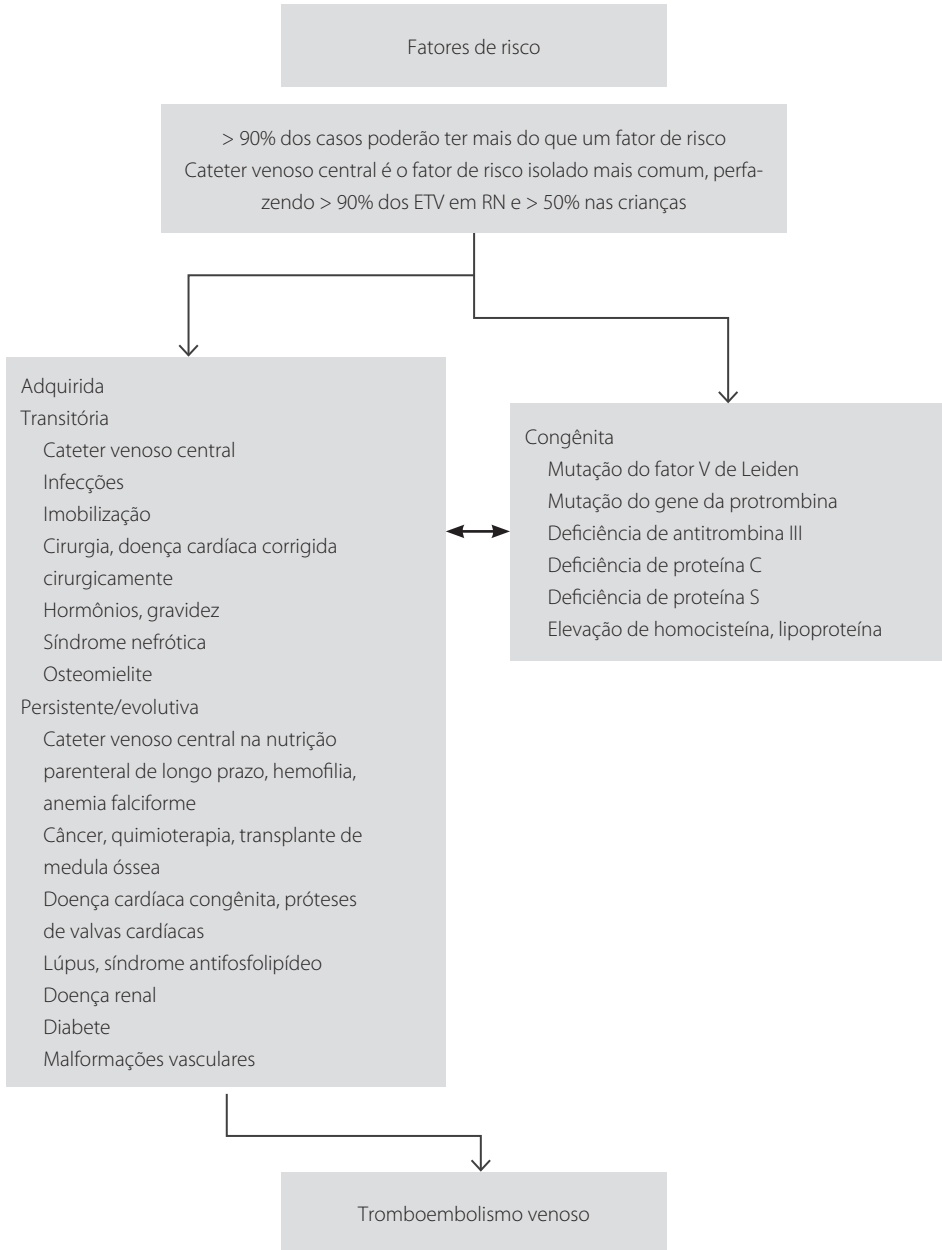 Fatores de risco
> 90% dos casos poderão ter mais do que um fator de risco
Cateter venoso central é o fator de risco isolado mais comum, perfa-
zendo > 90% dos ETV em RN e > 50% nas crianças
Adquirida
Transitória
Cateter venoso central
Infecções
Imobilização
Cirurgia, doença cardíaca corrigida
cirurgicamente
Hormônios, gravidez
Síndrome nefrótica
Osteomielite
Persistente/evolutiva
Cateter venoso central na nutrição
parenteral de longo prazo, hemofilia,
anemia falciforme
Câncer, quimioterapia, transplante de
medula óssea
Doença cardíaca congênita, próteses
de valvas cardíacas
Lúpus, síndrome antifosfolipídeo
Doença renal
Diabete
Malformações vasculares
Congênita
Mutação do fator V de Leiden
Mutação do gene da protrombina
Deficiência de antitrombina III
Deficiência de proteína C
Deficiência de proteína S
Elevação de homocisteína, lipoproteína
Tromboembolismo venoso